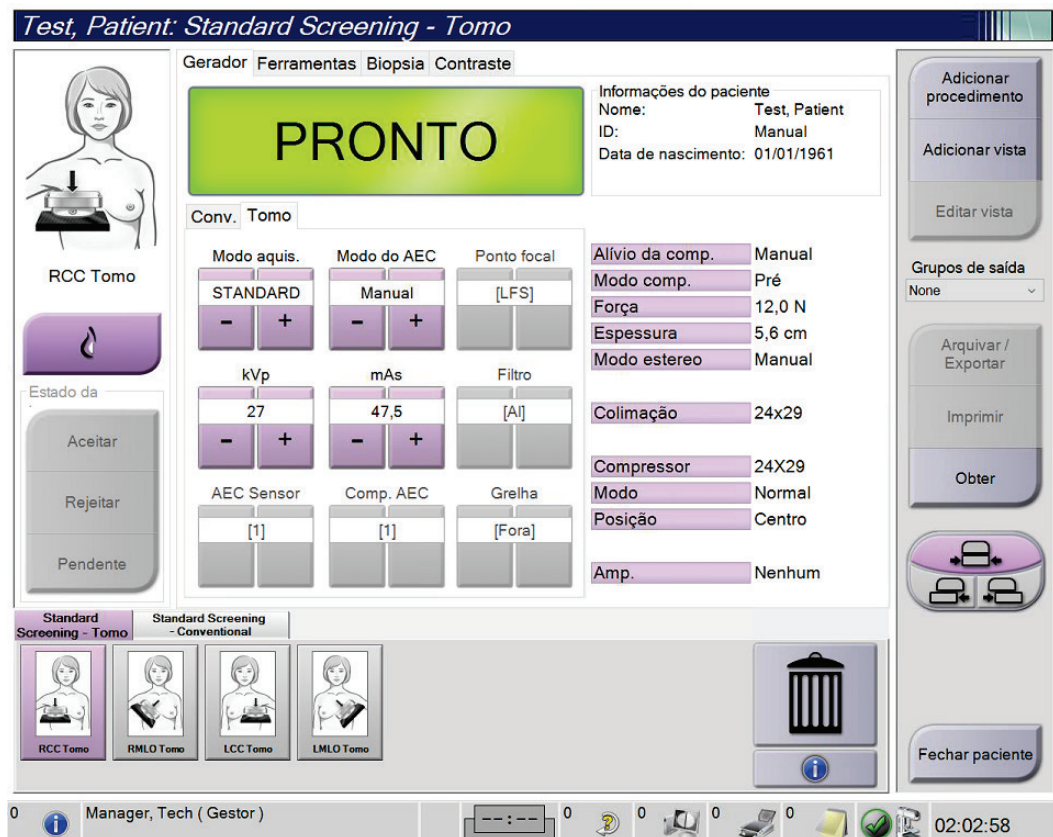 Test, Patient: Standard Screening - Tomo
Gerador Ferramentas Biopsia Contraste
PRONTO
Informações do paciente
Nome: Test, Patient
ID: Manual
Data de nascimento: 01/01/1961
RCC Tomo
Estado da
Aceitar
Rejeitar
Pendente
Conv. Tomo
Modo aquis. Modo do AEC Ponto focal
STANDARD Manual [LFS]
- + - +
kVp mAs Filtro
27 47,5 [Al]
- + - +
AEC Sensor Comp. AEC Grelha
[1] [1] [Fora]
Alívio da comp. Manual
Modo comp. Pré
Força 12,0 N
Espessura 5,6 cm
Modo estereo Manual
Colimação 24x29
Compressor 24X29
Modo Normal
Posição Centro
Amp. Nenhum
Adicionar
procedimento
Adicionar vista
Editar vista
Grupos de saída
None
Arquivar /
Exportar
Imprimir
Obter
Fechar paciente
Standard
Screening - Tomo
Standard Screening
- Conventional
RCC Tomo RMLO Tomo LCC Tomo LMLO Tomo
0 Manager, Tech ( Gestor ) --:-- 0 0 0 0 02:02:58